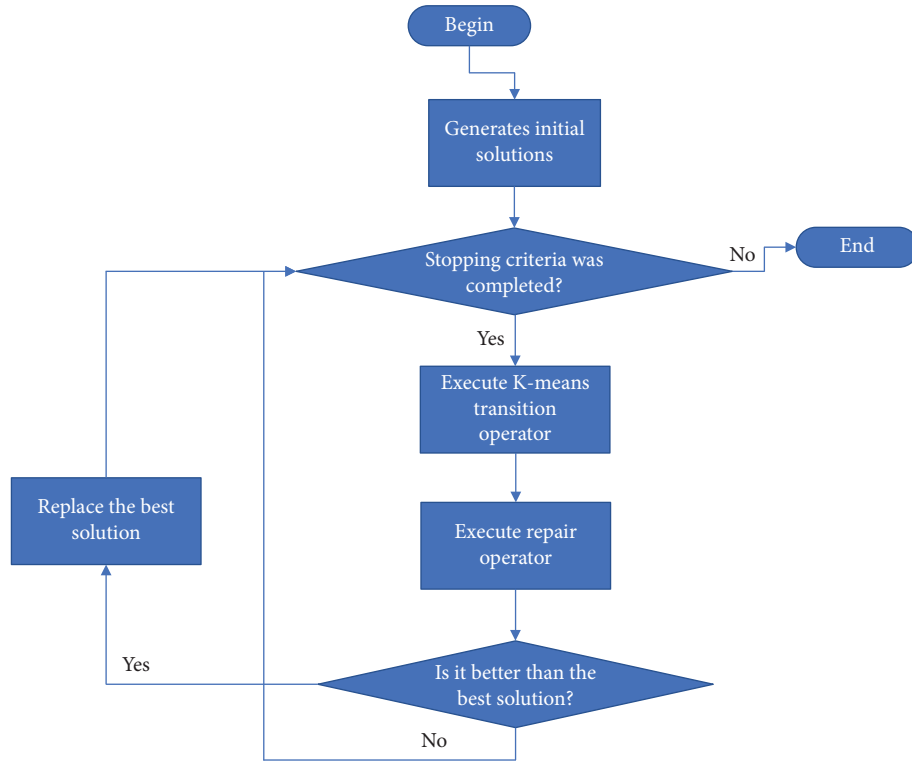 Begin
Generates initial
solutions
Stopping criteria was
completed?
No
End
Yes
Execute K-means
transition
operator
Replace the best
solution
Execute repair
operator
Is it better than the
best solution?
Yes
No